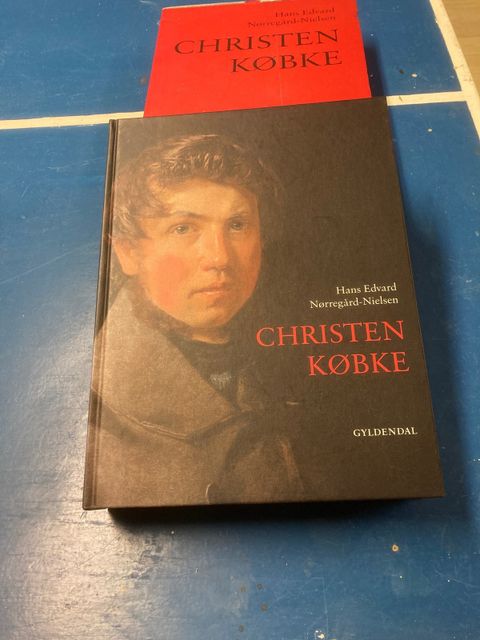 Hans Edvard
Nørregård-Nielsen
CHRISTEN
KØBKE
Hans Edvard
Nørregård-Nielsen
CHRISTEN
KØBKE
GYLDENDAL